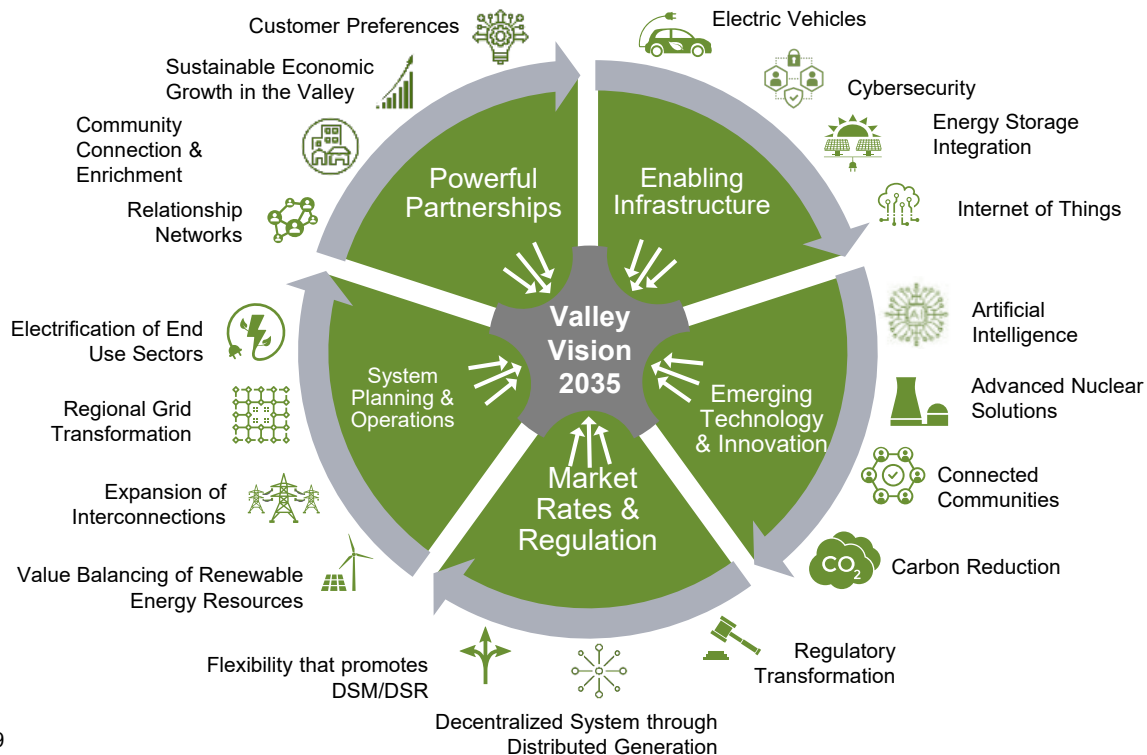 Customer Preferences
Sustainable Economic
Growth in the Valley
Community
Connection &
Enrichment
Relationship
Networks
Electric Vehicles
Cybersecurity
Energy Storage
Integration
Internet of Things
Artificial
Intelligence
AI
Advanced Nuclear
Solutions
Connected
Communities
CO2
Carbon Reduction
Regulatory
Transformation
Decentralized System through
Distributed Generation
Flexibility that promotes
DSM/DSR
Value Balancing of Renewable
Energy Resources
Expansion of
Interconnections
Regional Grid
Transformation
Electrification of End
Use Sectors
Powerful
Partnerships
Enabling
Infrastructure
Emerging
Technology
& Innovation
Market
Rates &
Regulation
System
Planning &
Operations
Valley
Vision
2035
9